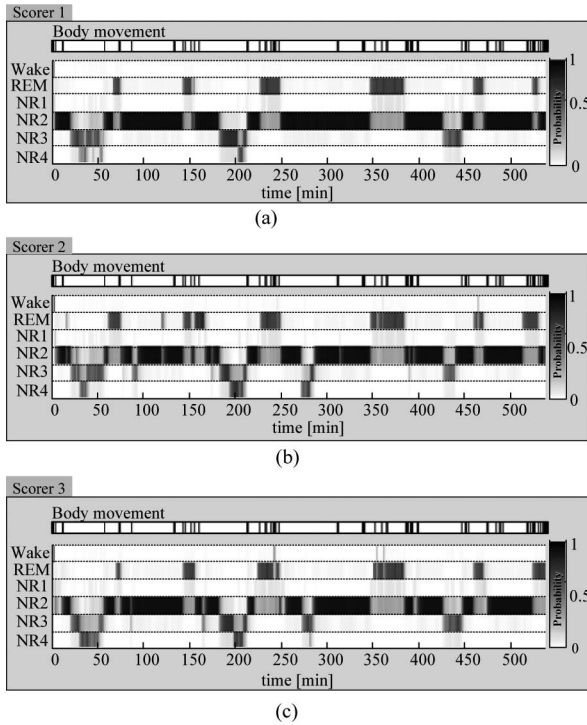 Scorer 1
Body movement
Wake
REM
NR1
NR2
NR3
NR4
0 50 100 150 200 250 300 350 400 450 500
time [min]
1
0.5
0
Probability
(a)
Scorer 2
Body movement
Wake
REM
NR1
NR2
NR3
NR4
0 50 100 150 200 250 300 350 400 450 500
time [min]
1
0.5
0
Probability
(b)
Scorer 3
Body movement
Wake
REM
NR1
NR2
NR3
NR4
0 50 100 150 200 250 300 350 400 450 500
time [min]
1
0.5
0
Probability
(c)